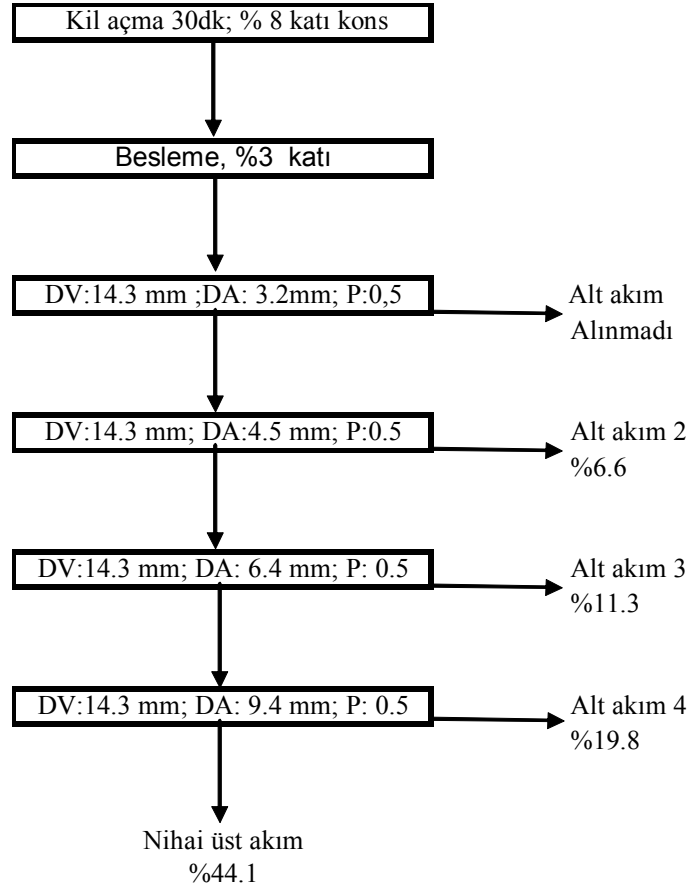 Kil açma 30dk; % 8 katı kons
Besleme, %3 katı
DV:14.3 mm ;DA: 3.2mm; P:0,5
Alt akım
Alınmadı
DV:14.3 mm; DA:4.5 mm; P:0.5
Alt akım 2
%6.6
DV:14.3 mm; DA: 6.4 mm; P: 0.5
Alt akım 3
%11.3
DV:14.3 mm; DA: 9.4 mm; P: 0.5
Alt akım 4
%19.8
Nihai üst akım
%44.1